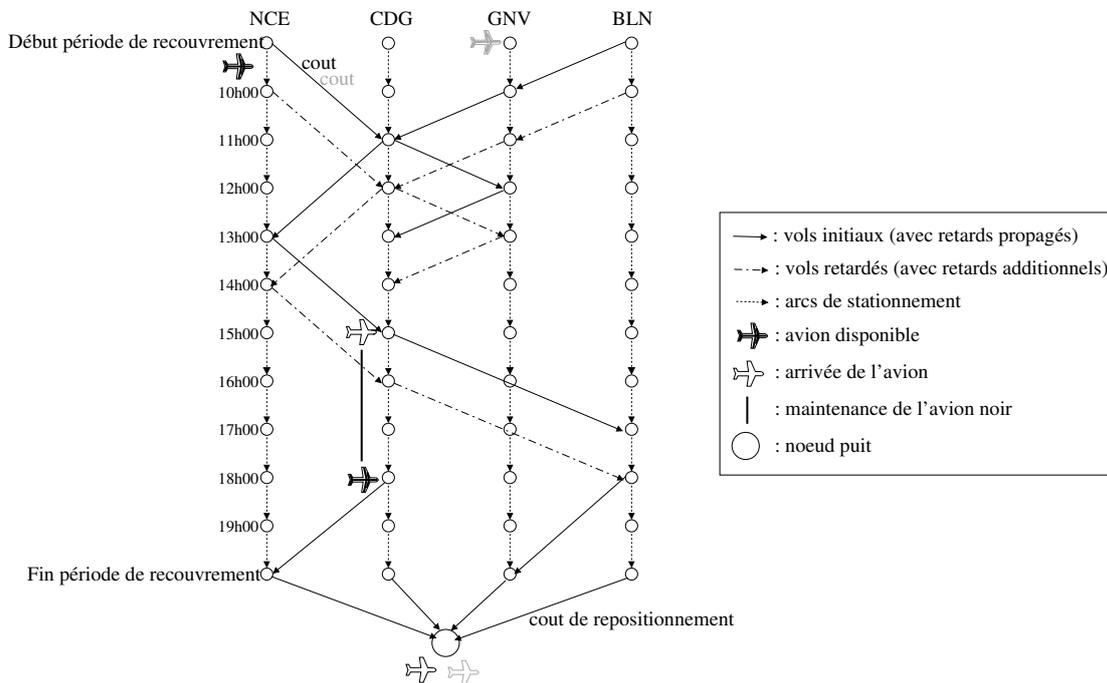 NCE CDG GNV BLN
Début période de recouvrement
cout
cout
10h00
11h00
12h00
13h00
14h00
15h00
16h00
17h00
18h00
19h00
Fin période de recouvrement
cout de repositionnement
: vols initiaux (avec retards propagés)
: vols retardés (avec retards additionnels)
: arcs de stationnement
: avion disponible
: arrivée de l'avion
: maintenance de l'avion noir
: noeud puit